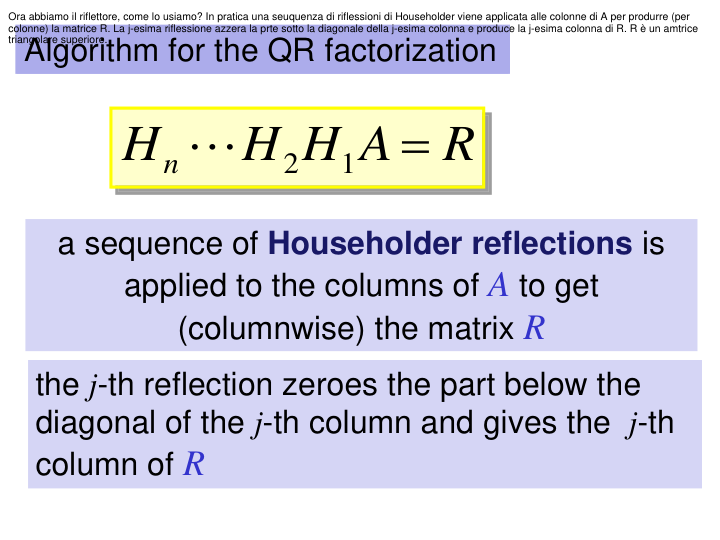 Ora abbiamo il riflettore, come lo usiamo? In pratica una seuquenza di riflessioni di Householder viene applicata alle colonne di A per produrre (per
colonne) la matrice R. La j-esima riflessione azzera la prte sotto la diagonale della j-esima colonna e produce la j-esima colonna di R. R è un amtrice
triangolare superiore.
Algorithm for the QR factorization
Hₙ ⋯ H₂H₁A = R
a sequence of Householder reflections is
applied to the columns of A to get
(columnwise) the matrix R
the j-th reflection zeroes the part below the
diagonal of the j-th column and gives the j-th
column of R